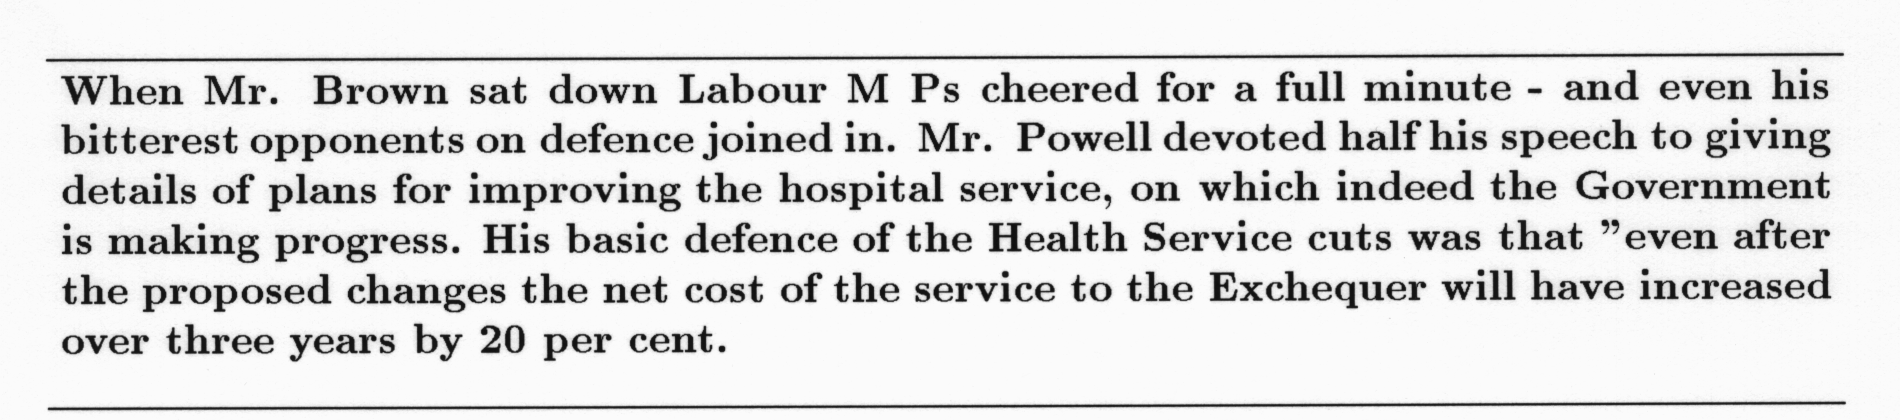 When Mr. Brown sat down Labour M Ps cheered for a full minute - and even his
bitterest opponents on defence joined in. Mr. Powell devoted half his speech to giving
details of plans for improving the hospital service, on which indeed the Government
is making progress. His basic defence of the Health Service cuts was that ”even after
the proposed changes the net cost of the service to the Exchequer will have increased
over three years by 20 per cent.